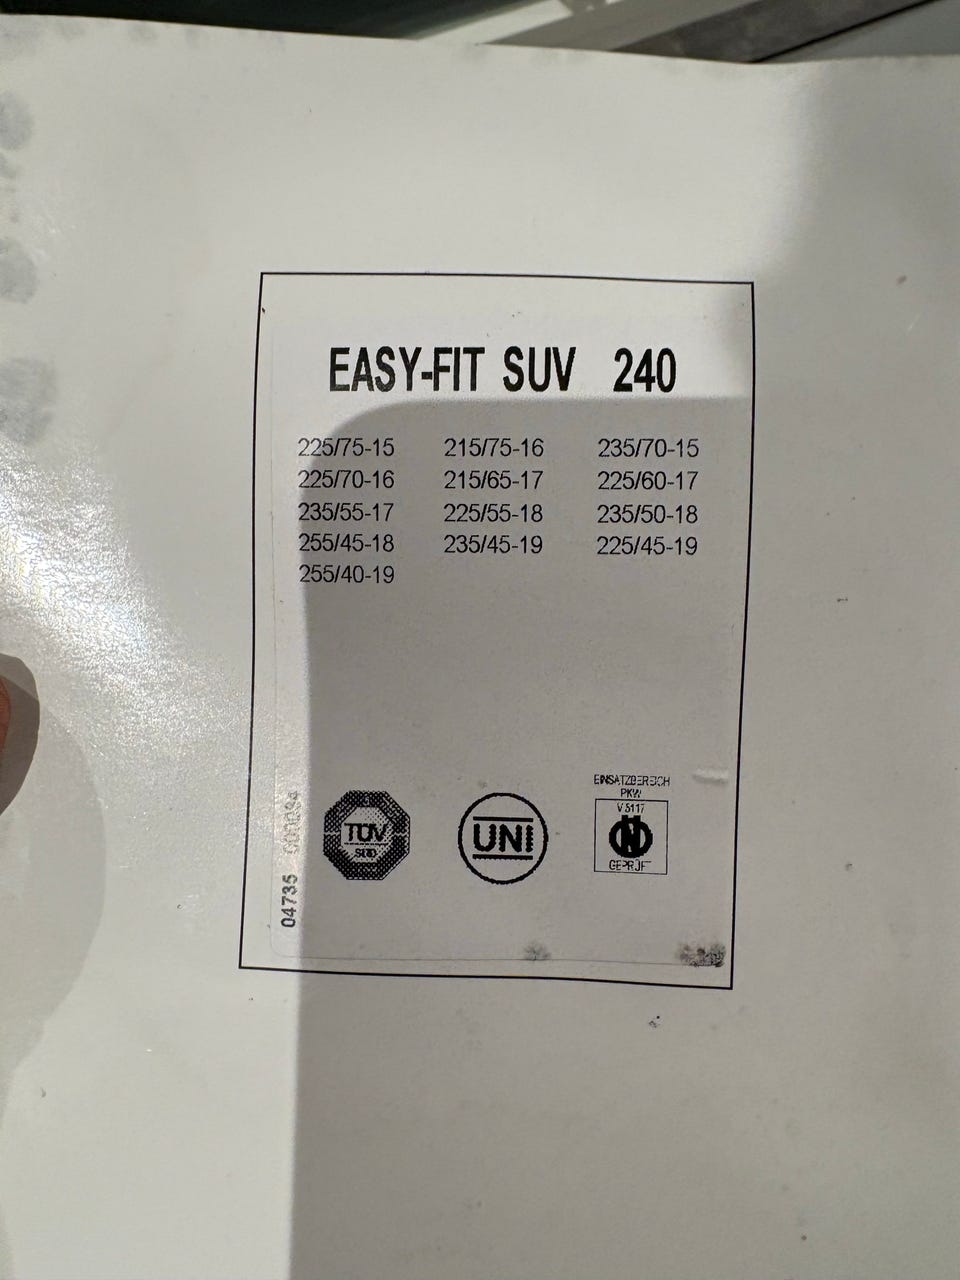 EASY-FIT SUV 240
225/75-15 215/75-16 235/70-15
225/70-16 215/65-17 225/60-17
235/55-17 225/55-18 235/50-18
255/45-18 235/45-19 225/45-19
255/40-19
EINSATZBEREICH
PKW
V5117
GEPRÜFT
TÜV
SÜD
UNI
04735